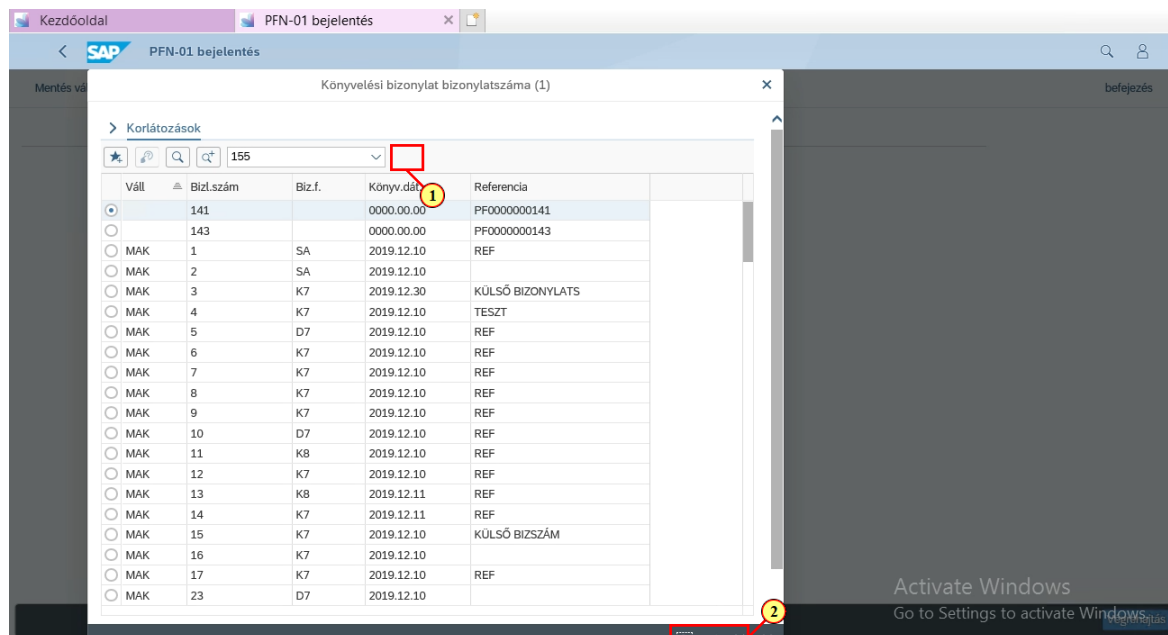 Kezdőoldal PFN-01 bejelentés
SAP PFN-01 bejelentés
Mentés vá Könyvelési bizonylat bizonylatszáma (1) befejezés
Korlátozások
155
Váll Bizl.szám Biz.f. Könyv.dát. Referencia
1
141 0000.00.00 PF0000000141
143 0000.00.00 PF0000000143
MAK 1 SA 2019.12.10 REF
MAK 2 SA 2019.12.10
MAK 3 K7 2019.12.30 KÜLSŐ BIZONYLATS
MAK 4 K7 2019.12.10 TESZT
MAK 5 D7 2019.12.10 REF
MAK 6 K7 2019.12.10 REF
MAK 7 K7 2019.12.10 REF
MAK 8 K7 2019.12.10 REF
MAK 9 K7 2019.12.10 REF
MAK 10 D7 2019.12.10 REF
MAK 11 K8 2019.12.10 REF
MAK 12 K7 2019.12.10 REF
MAK 13 K8 2019.12.11 REF
MAK 14 K7 2019.12.11 REF
MAK 15 K7 2019.12.10 KÜLSŐ BIZSZÁM
MAK 16 K7 2019.12.10
MAK 17 K7 2019.12.10 REF
MAK 23 D7 2019.12.10
Activate Windows
2
Go to Settings to activate Windows.
Végrehajtás